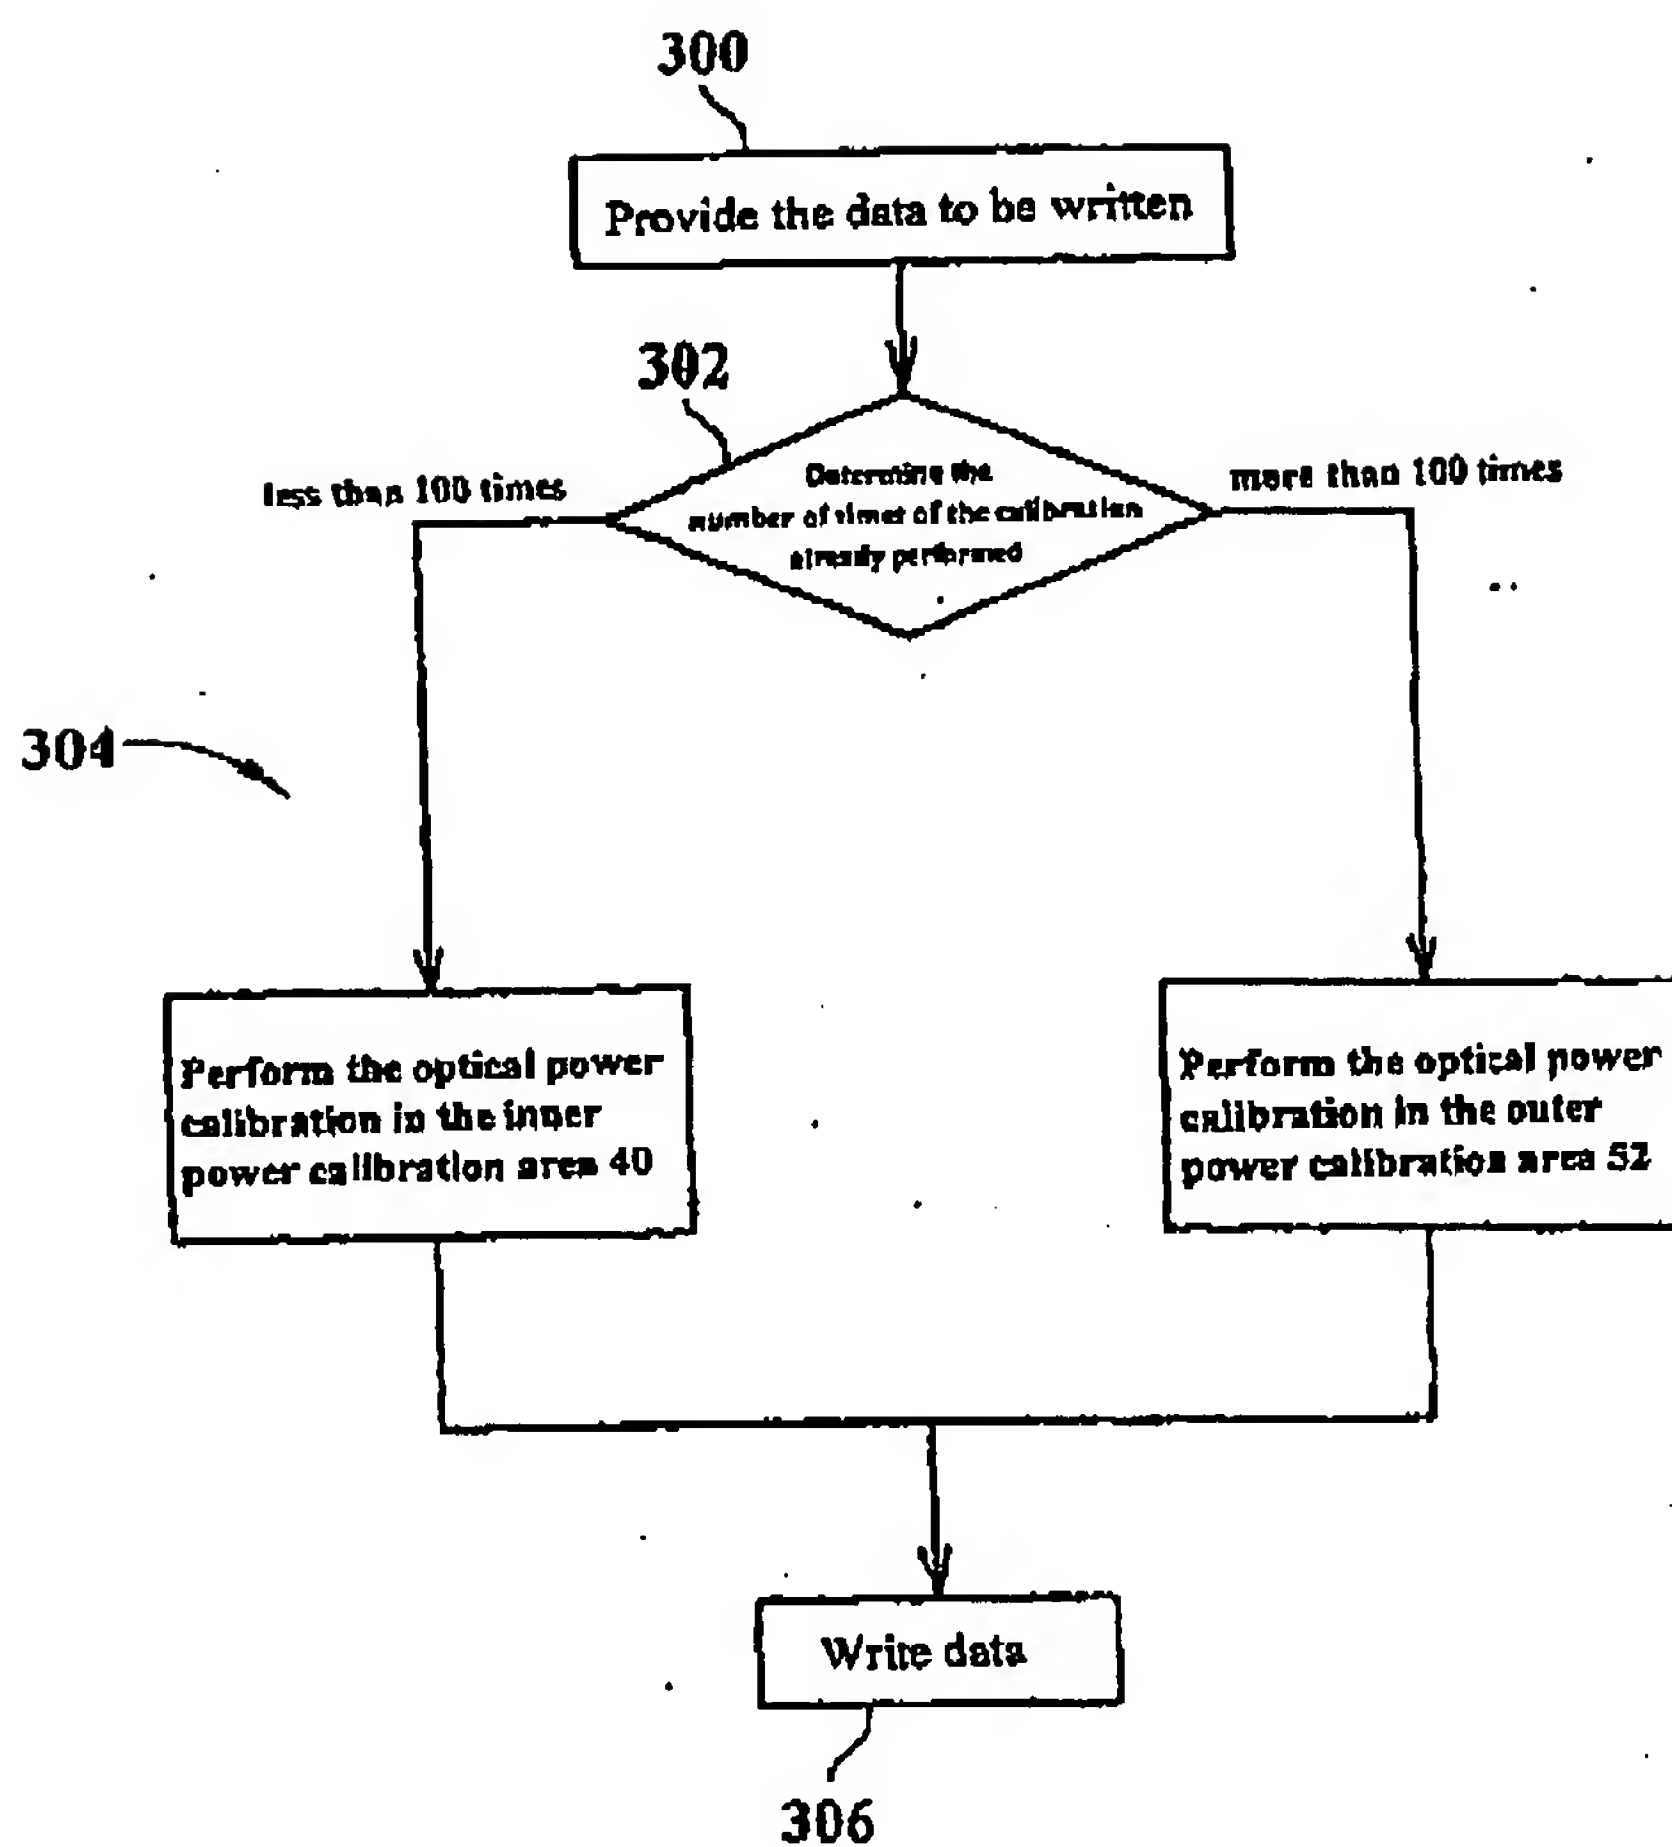 300
Provide the data to be written
302
less than 100 times
Determine the
more than 100 times
number of times of the calibration
already performed
304
Perform the optical power
calibration in the inner
power calibration area 40
Perform the optical power
calibration in the outer
power calibration area 52
Write data
306